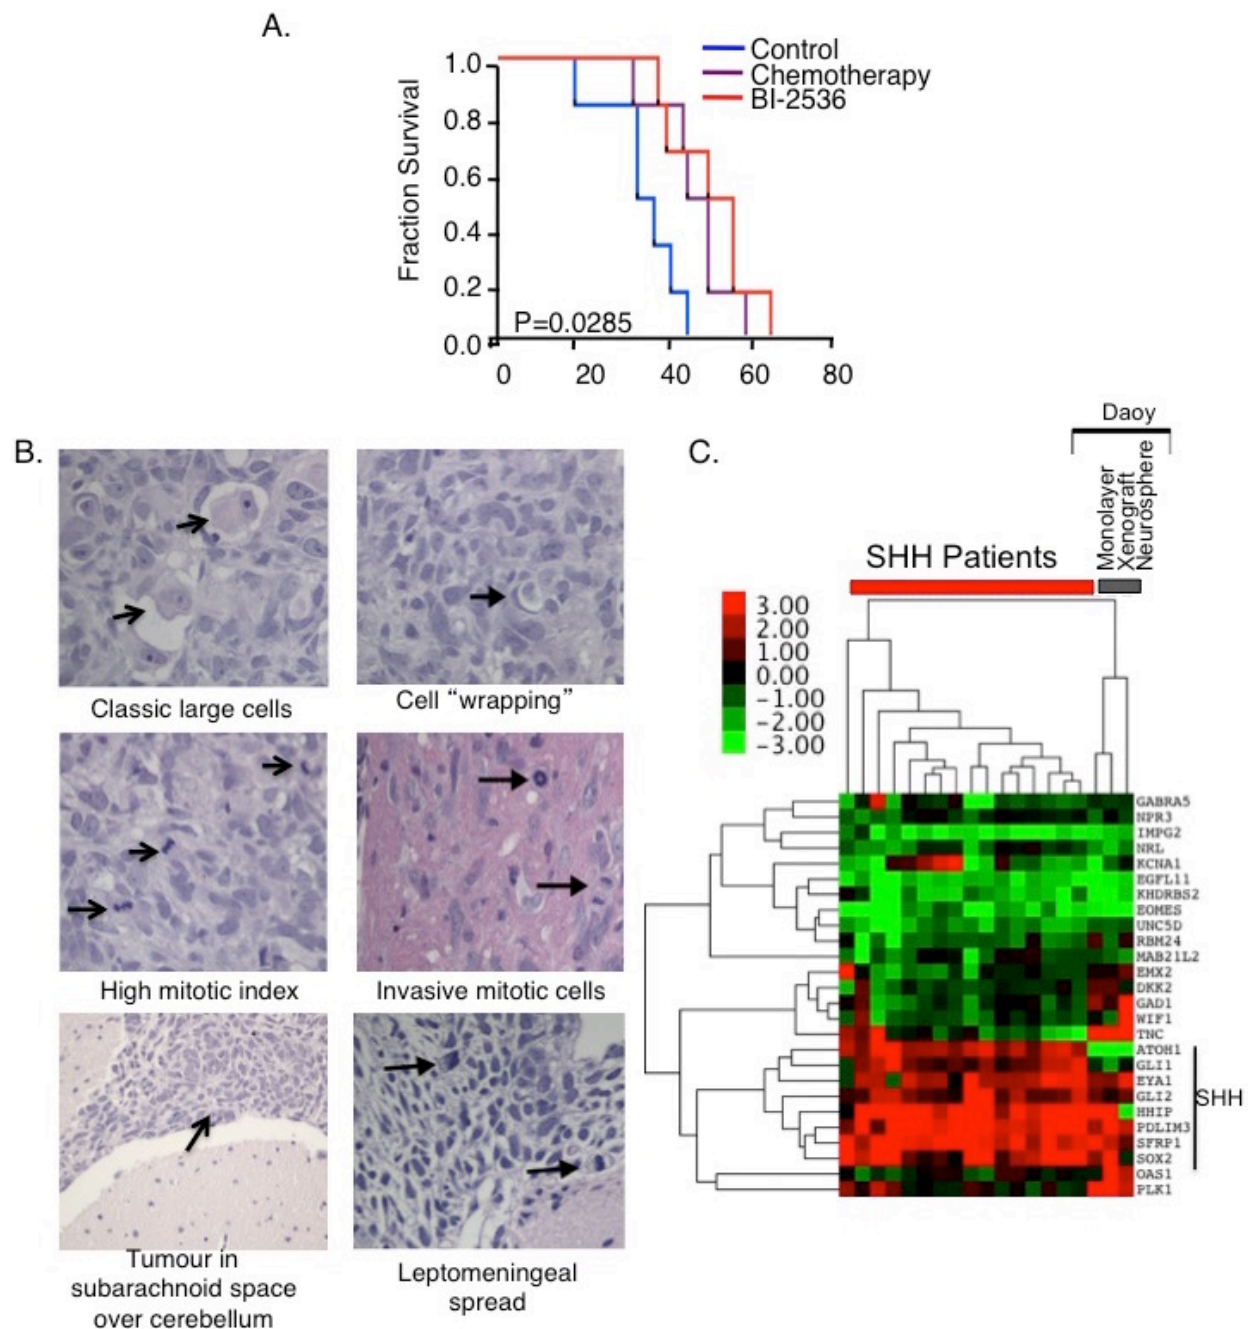 A.
Control
Chemotherapy
BI-2536
Fraction Survival
1.0
0.8
0.6
0.4
0.2
0.0
P=0.0285
0 20 40 60 80
B.
Classic large cells
Cell “wrapping”
High mitotic index
Invasive mitotic cells
Tumour in
subarachnoid space
over cerebellum
Leptomeningeal
spread
C.
Daoy
Monolayer
Xenograft
Neurosphere
SHH Patients
3.00
2.00
1.00
0.00
-1.00
-2.00
-3.00
GABRA5
NPR3
IMPG2
NRL
KCNA1
EGFL11
KHDRBS2
EOMES
UNC5D
RBM24
MAB21L2
EMX2
DKK2
GAD1
WIF1
TNC
ATOH1
GLI1
EYA1
GLI2
HHIP
PDLIM3
SFRP1
SOX2
OAS1
PLK1
SHH